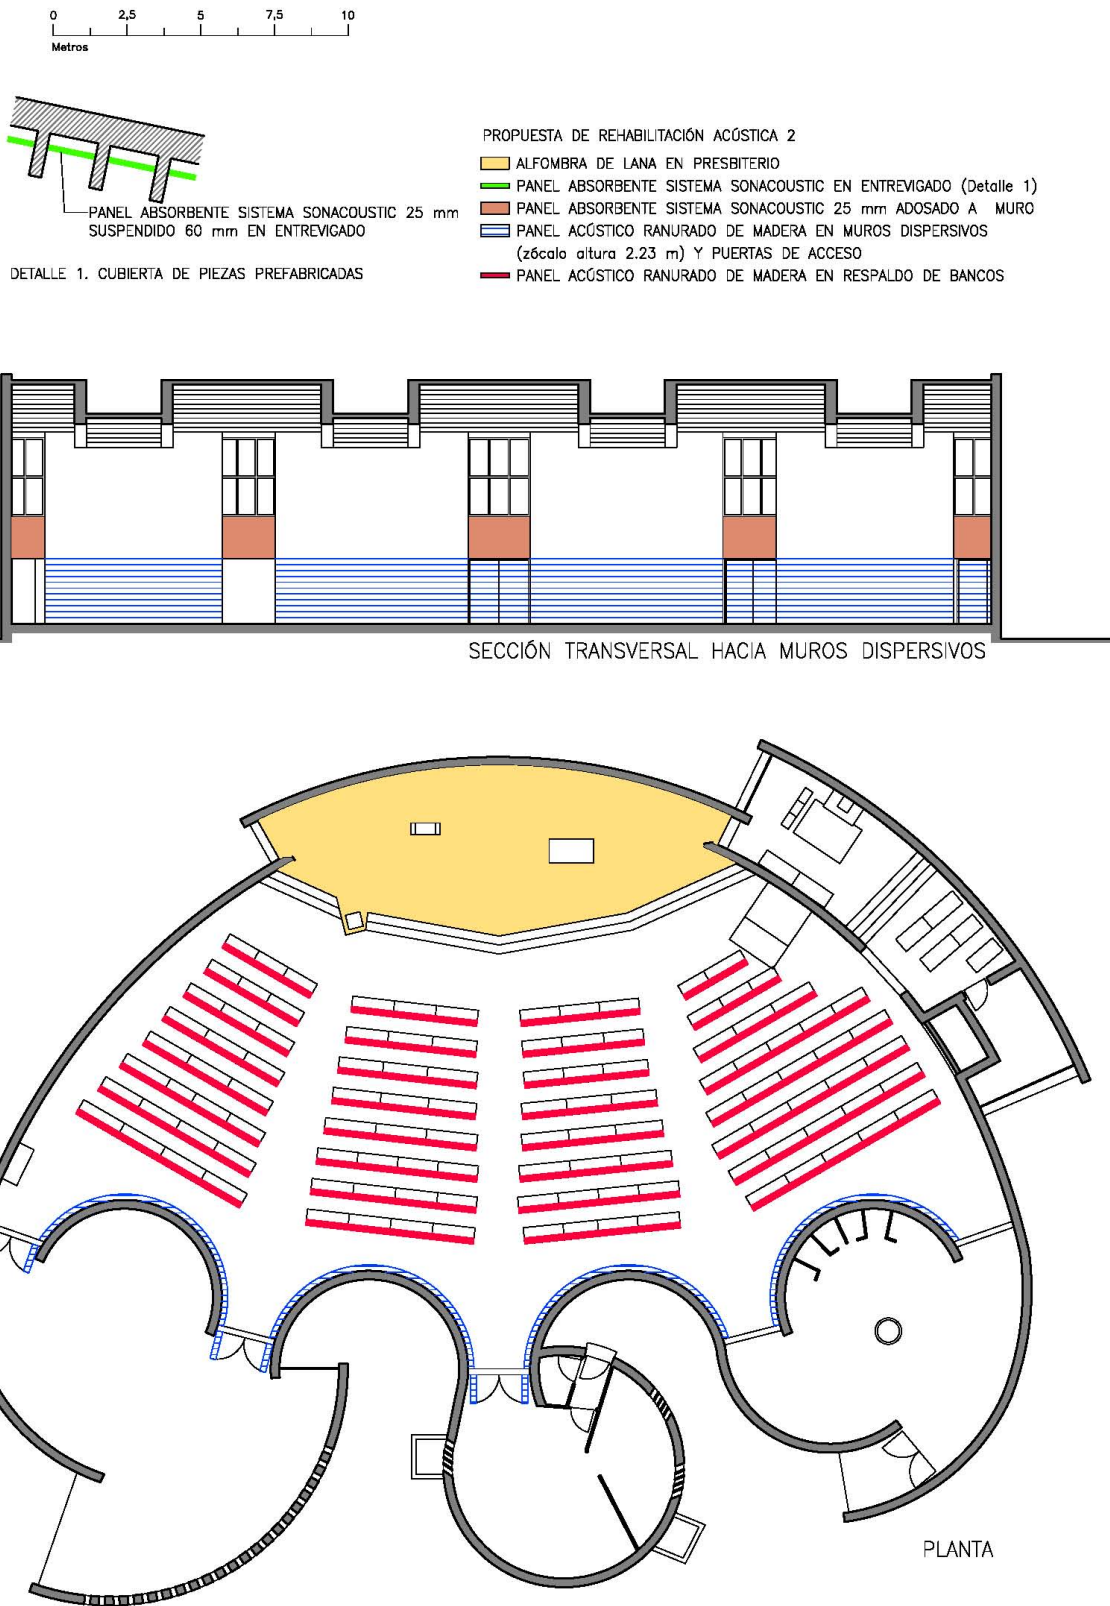 0 2,5 5 7,5 10
Metros
PROPUESTA DE REHABILITACIÓN ACÚSTICA 2
ALFOMBRA DE LANA EN PRESBITERIO
PANEL ABSORBENTE SISTEMA SONACOUSTIC EN ENTREVIGADO (Detalle 1)
PANEL ABSORBENTE SISTEMA SONACOUSTIC 25 mm ADOSADO A MURO
PANEL ACÚSTICO RANURADO DE MADERA EN MUROS DISPERSIVOS
(zócalo altura 2.23 m) Y PUERTAS DE ACCESO
PANEL ACÚSTICO RANURADO DE MADERA EN RESPALDO DE BANCOS
PANEL ABSORBENTE SISTEMA SONACOUSTIC 25 mm
SUSPENDIDO 60 mm EN ENTREVIGADO
DETALLE 1. CUBIERTA DE PIEZAS PREFABRICADAS
SECCIÓN TRANSVERSAL HACIA MUROS DISPERSIVOS
PLANTA